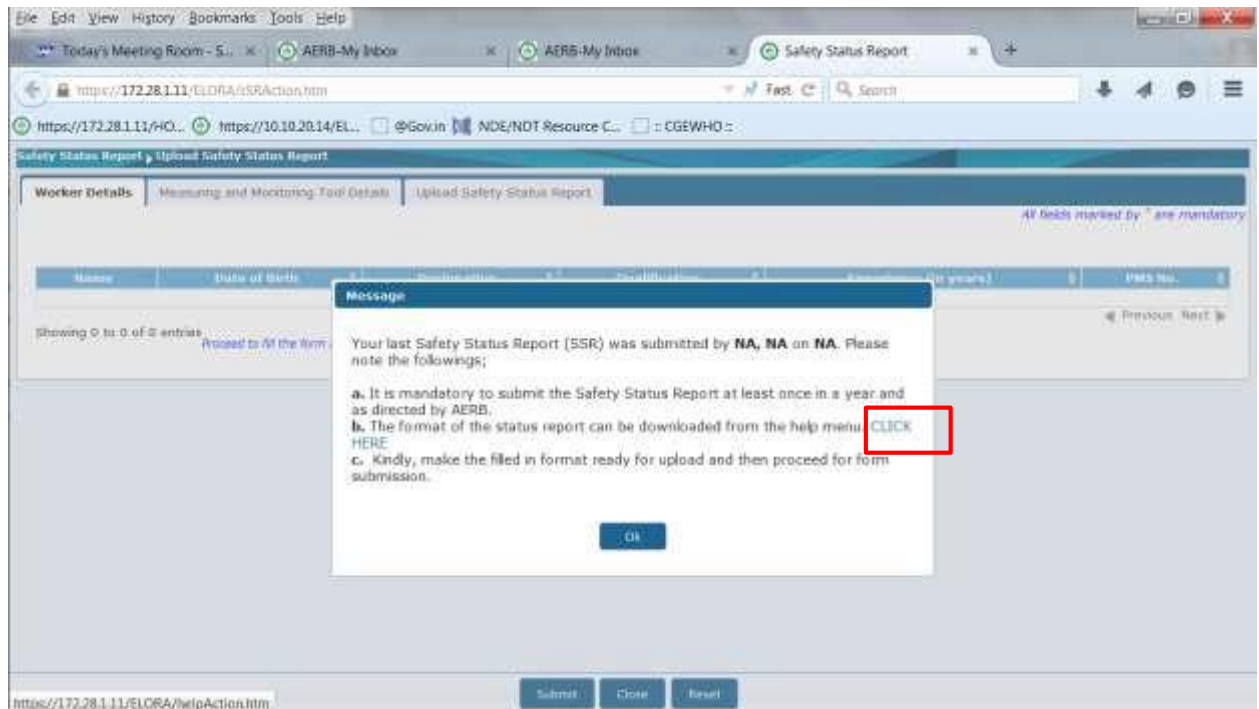 File Edit View History Bookmarks Tools Help
Today's Meeting Room - S... × AERB-My Inbox × AERB-My Inbox × Safety Status Report × +
https://172.28.1.11/ELORA/ Search
https://172.28.1.11/HO... https://10.10.20.14/EL... @Gov.in NDE/NDT Resource C... :: CGEWHO ::
Safety Status Report Upload Safety Status Report
Worker Details Measuring and Monitoring Tool Details Upload Safety Status Report
All fields marked by * are mandatory
Name Date of Birth (in years) PMS No.
Showing 0 to 0 of 0 entries
Previous Next
Proceed to fill the form
Message
Your last Safety Status Report (SSR) was submitted by NA, NA on NA. Please
note the followings;
a. It is mandatory to submit the Safety Status Report at least once in a year and
as directed by AERB.
b. The format of the status report can be downloaded from the help menu. CLICK
HERE
c. Kindly, make the filled in format ready for upload and then proceed for form
submission.
Ok
Submit Close Reset
https://172.28.1.11/ELORA/helpAction.htm